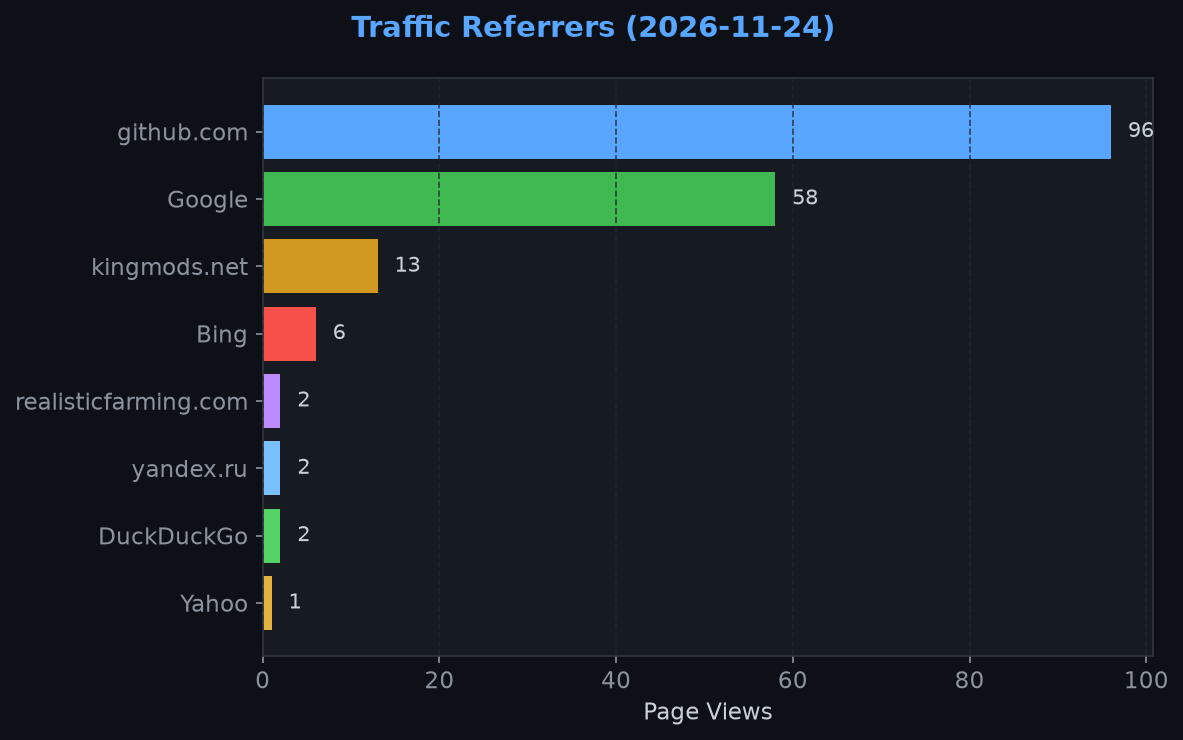 Traffic Referrers (2026-11-24)
github.com 96
Google 58
kingmods.net 13
Bing 6
realisticfarming.com 2
yandex.ru 2
DuckDuckGo 2
Yahoo 1
0 20 40 60 80 100
Page Views